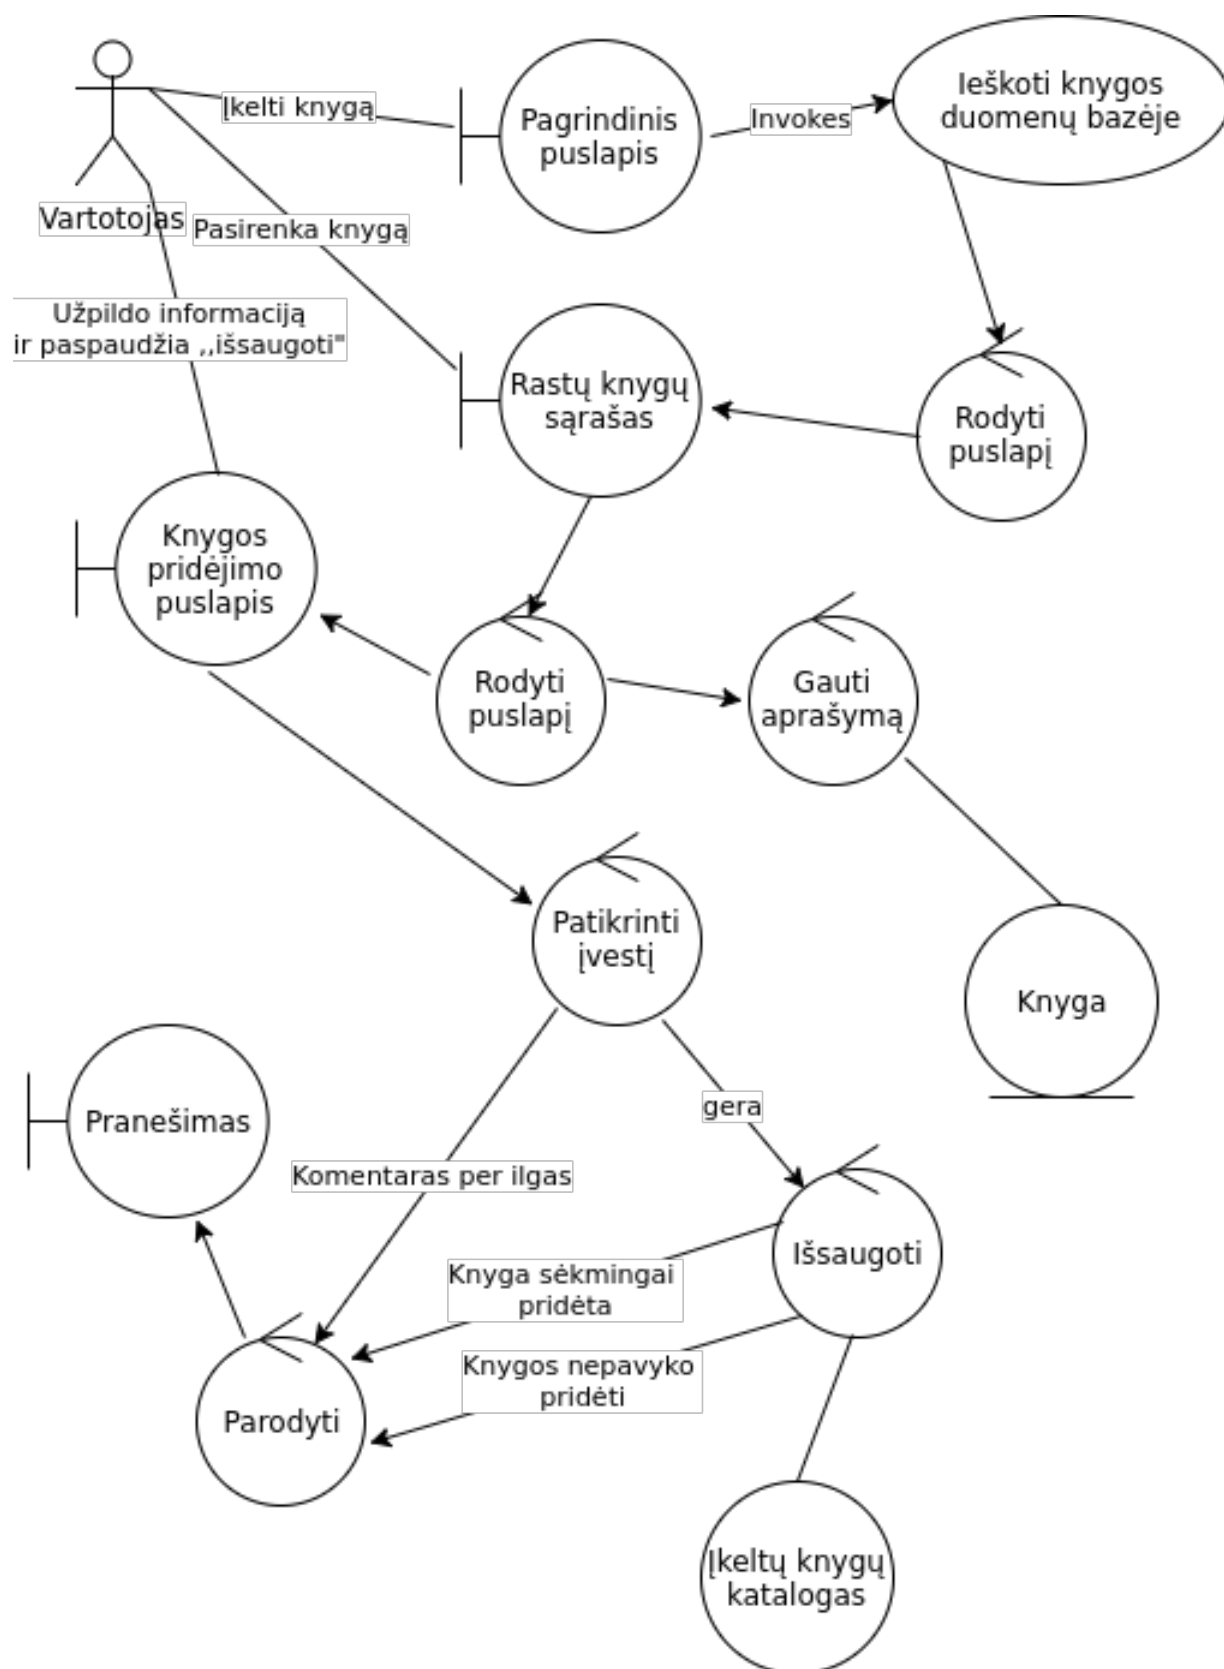 Įkelti knygą
Pagrindinis
puslapis
Invokes
Ieškoti knygos
duomenų bazėje
Vartotojas
Pasirenka knygą
Užpildo informaciją
ir paspaudžia ,,išsaugoti"
Rastų knygų
sąrašas
Rodyti
puslapį
Knygos
pridėjimo
puslapis
Rodyti
puslapį
Gauti
aprašymą
Patikrinti
įvestį
Knyga
Pranešimas
gera
Komentaras per ilgas
Išsaugoti
Knyga sėkmingai
pridėta
Knygos nepavyko
pridėti
Parodyti
Įkeltų knygų
katalogas